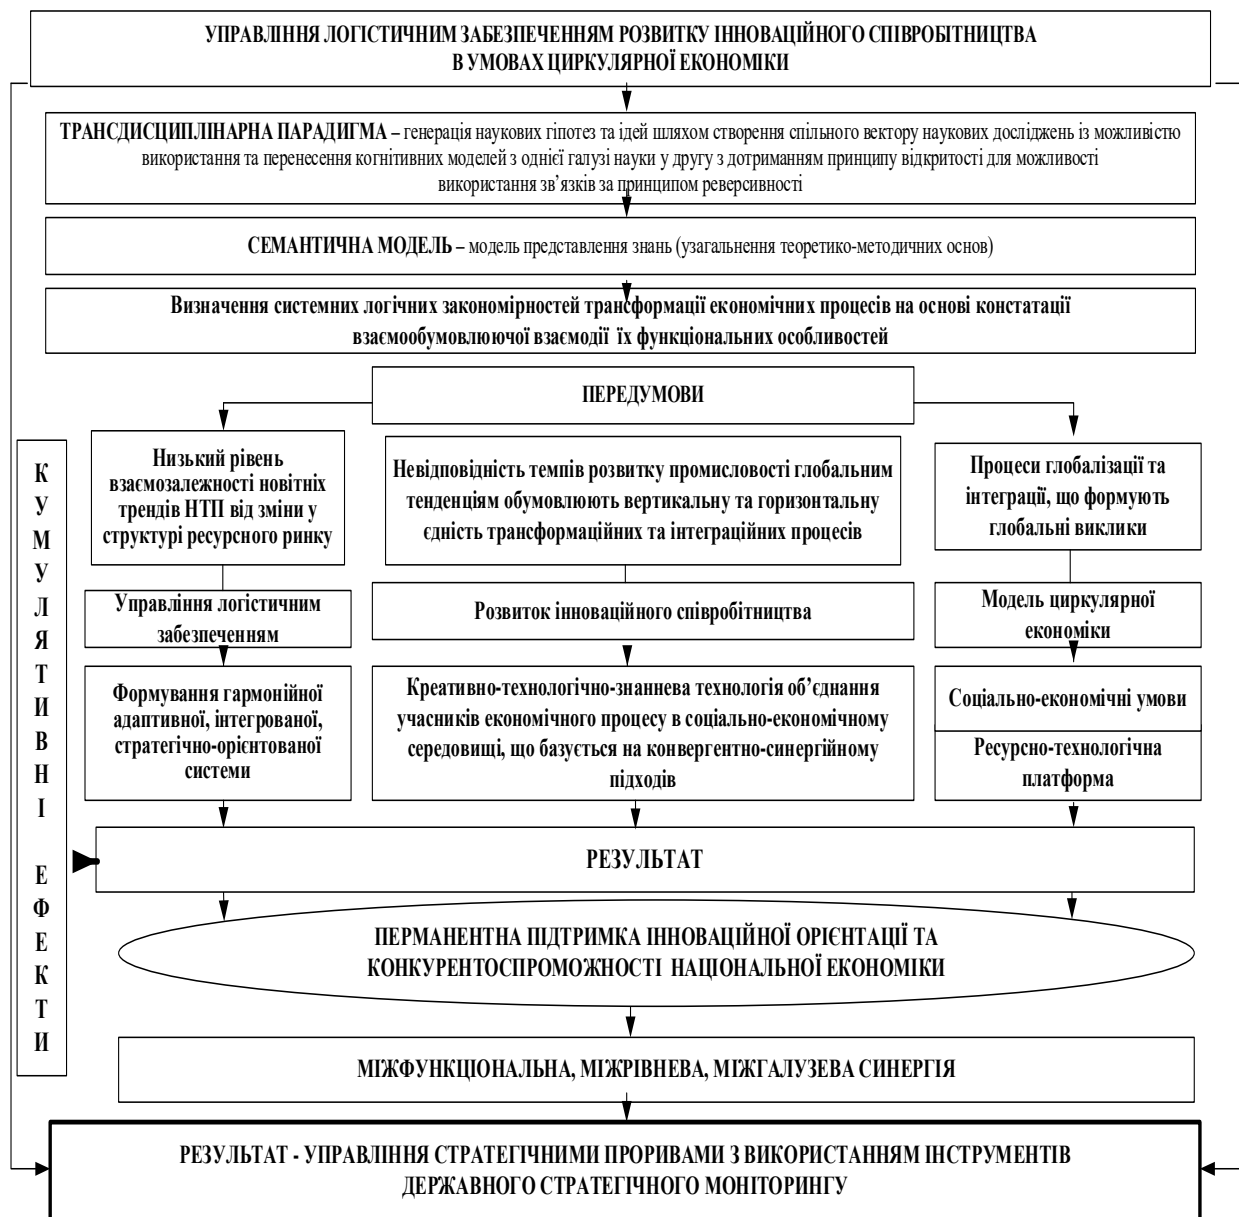 УПРАВЛІННЯ ЛОГІСТИЧНИМ ЗАБЕЗПЕЧЕННЯМ РОЗВИТКУ ІННОВАЦІЙНОГО СПІВРОБІТНИЦТВА
В УМОВАХ ЦИРКУЛЯРНОЇ ЕКОНОМІКИ
ТРАНСДИСЦИПЛІНАРНА ПАРАДИГМА – генерація наукових гіпотез та ідей шляхом створення спільного вектору наукових досліджень із можливістю
використання та перенесення когнітивних моделей з однієї галузі науки у другу з дотриманням принципу відкритості для можливості
використання зв’язків за принципом реверсивності
СЕМАНТИЧНА МОДЕЛЬ – модель представлення знань (узагальнення теоретико-методичних основ)
Визначення системних логічних закономірностей трансформації економічних процесів на основі констатації
взаємообумовлюючої взаємодії їх функціональних особливостей
ПЕРЕДУМОВИ
КУМУЛЯТИВНІ ЕФЕКТИ
Низький рівень
взаємозалежності новітніх
трендів НТП від зміни у
структурі ресурсного ринку
Невідповідність темпів розвитку промисловості глобальним
тенденціям обумовлюють вертикальну та горизонтальну
єдність трансформаційних та інтеграційних процесів
Процеси глобалізації та
інтеграції, що формують
глобальні виклики
Управління логістичним
забезпеченням
Розвиток інноваційного співробітництва
Модель циркулярної
економіки
Формування гармонійної
адаптивної, інтегрованої,
стратегічно-орієнтованої
системи
Креативно-технологічно-знаннева технологія об’єднання
учасників економічного процесу в соціально-економічному
середовищі, що базується на конвергентно-синергійному
підходів
Соціально-економічні умови
Ресурсно-технологічна
платформа
РЕЗУЛЬТАТ
ПЕРМАНЕНТНА ПІДТРИМКА ІННОВАЦІЙНОЇ ОРІЄНТАЦІЇ ТА
КОНКУРЕНТОСПРОМОЖНОСТІ НАЦІОНАЛЬНОЇ ЕКОНОМІКИ
МІЖФУНКЦІОНАЛЬНА, МІЖРІВНЕВА, МІЖГАЛУЗЕВА СИНЕРГІЯ
РЕЗУЛЬТАТ - УПРАВЛІННЯ СТРАТЕГІЧНИМИ ПРОРИВАМИ З ВИКОРИСТАННЯМ ІНСТРУМЕНТІВ
ДЕРЖАВНОГО СТРАТЕГІЧНОГО МОНІТОРИНГУ